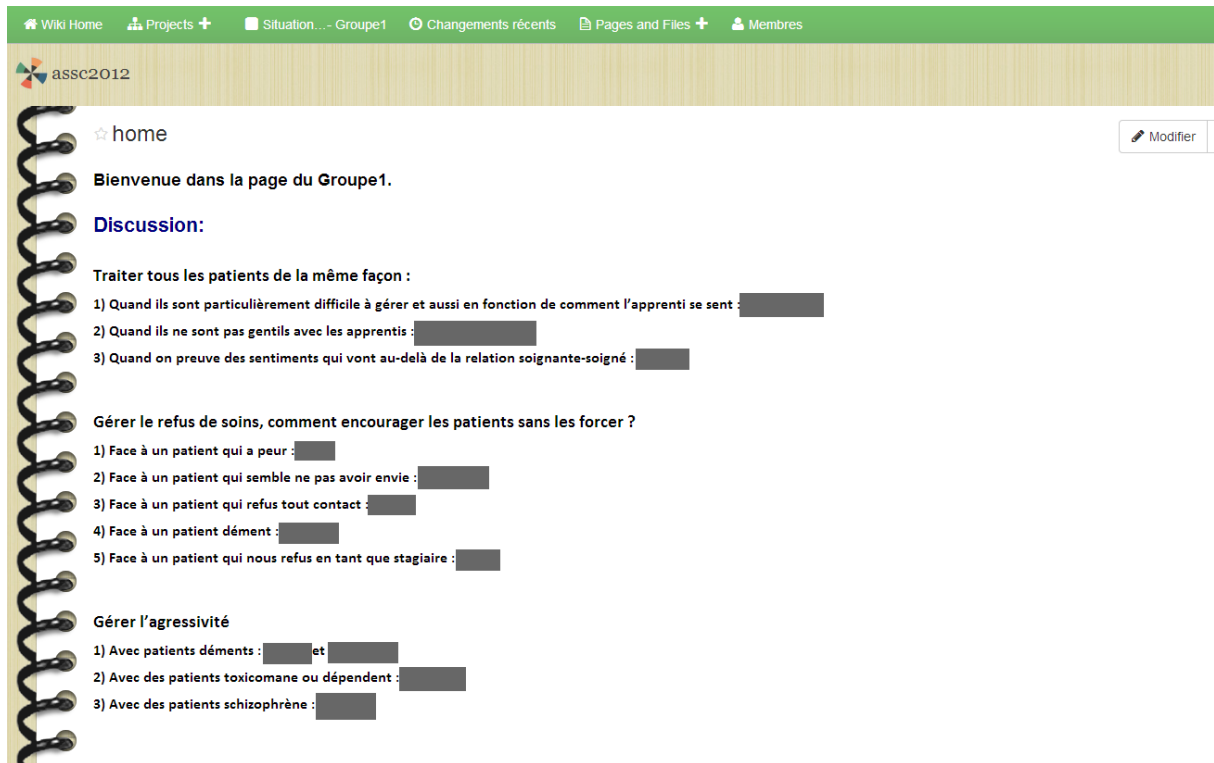 Wiki Home Projects Situation...- Groupe1 Changements récents Pages and Files Membres
assc2012
home
Modifier
Bienvenue dans la page du Groupe1.
Discussion:
Traiter tous les patients de la même façon :
1) Quand ils sont particulièrement difficile à gérer et aussi en fonction de comment l'apprenti se sent :
2) Quand ils ne sont pas gentils avec les apprentis :
3) Quand on preuve des sentiments qui vont au-delà de la relation soignante-soigné :
Gérer le refus de soins, comment encourager les patients sans les forcer ?
1) Face à un patient qui a peur :
2) Face à un patient qui semble ne pas avoir envie :
3) Face à un patient qui refus tout contact :
4) Face à un patient dément :
5) Face à un patient qui nous refus en tant que stagiaire :
Gérer l'agressivité
1) Avec patients déments : et
2) Avec des patients toxicomane ou dépendent :
3) Avec des patients schizophrène :